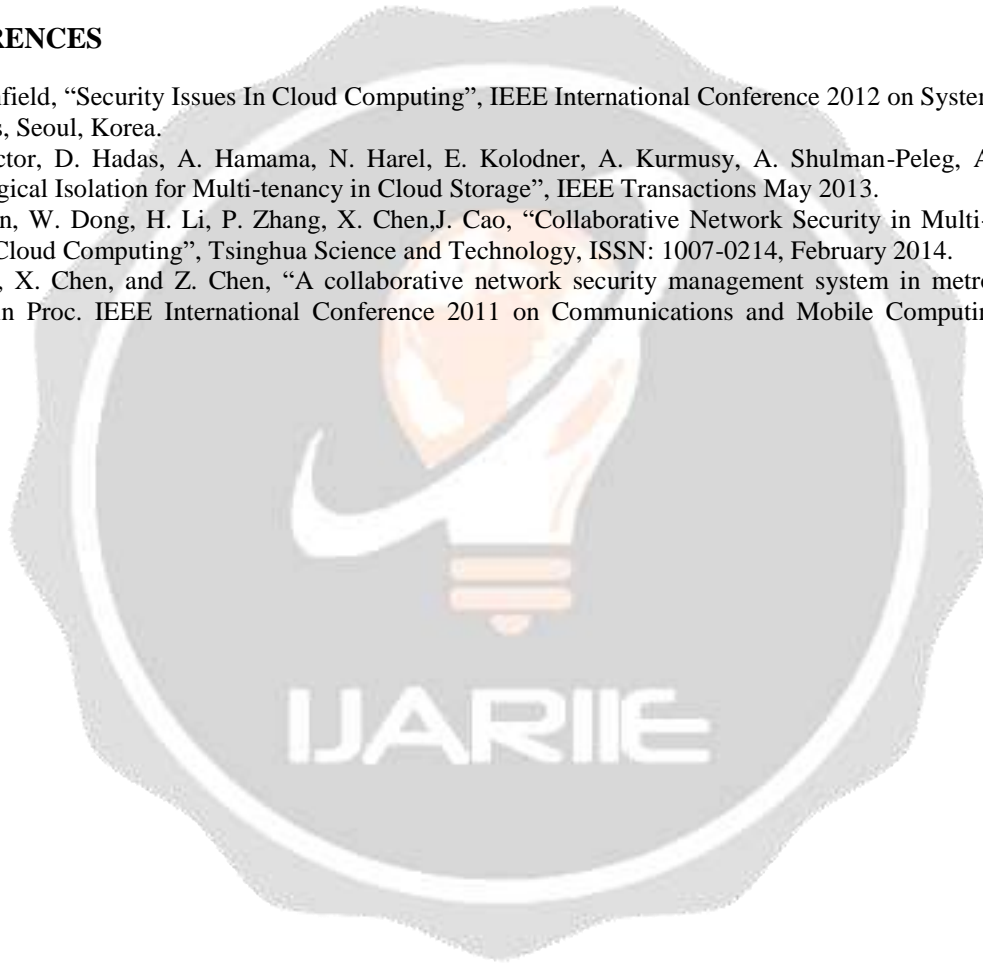 RENCES
field, “Security Issues In Cloud Computing”, IEEE International Conference 2012 on System
s, Seoul, Korea.
ctor, D. Hadas, A. Hamama, N. Harel, E. Kolodner, A. Kurmusy, A. Shulman-Peleg, A
gical Isolation for Multi-tenancy in Cloud Storage”, IEEE Transactions May 2013.
n, W. Dong, H. Li, P. Zhang, X. Chen,J. Cao, “Collaborative Network Security in Multi-
Cloud Computing”, Tsinghua Science and Technology, ISSN: 1007-0214, February 2014.
, X. Chen, and Z. Chen, “A collaborative network security management system in metro
in Proc. IEEE International Conference 2011 on Communications and Mobile Computin
IJARIIE